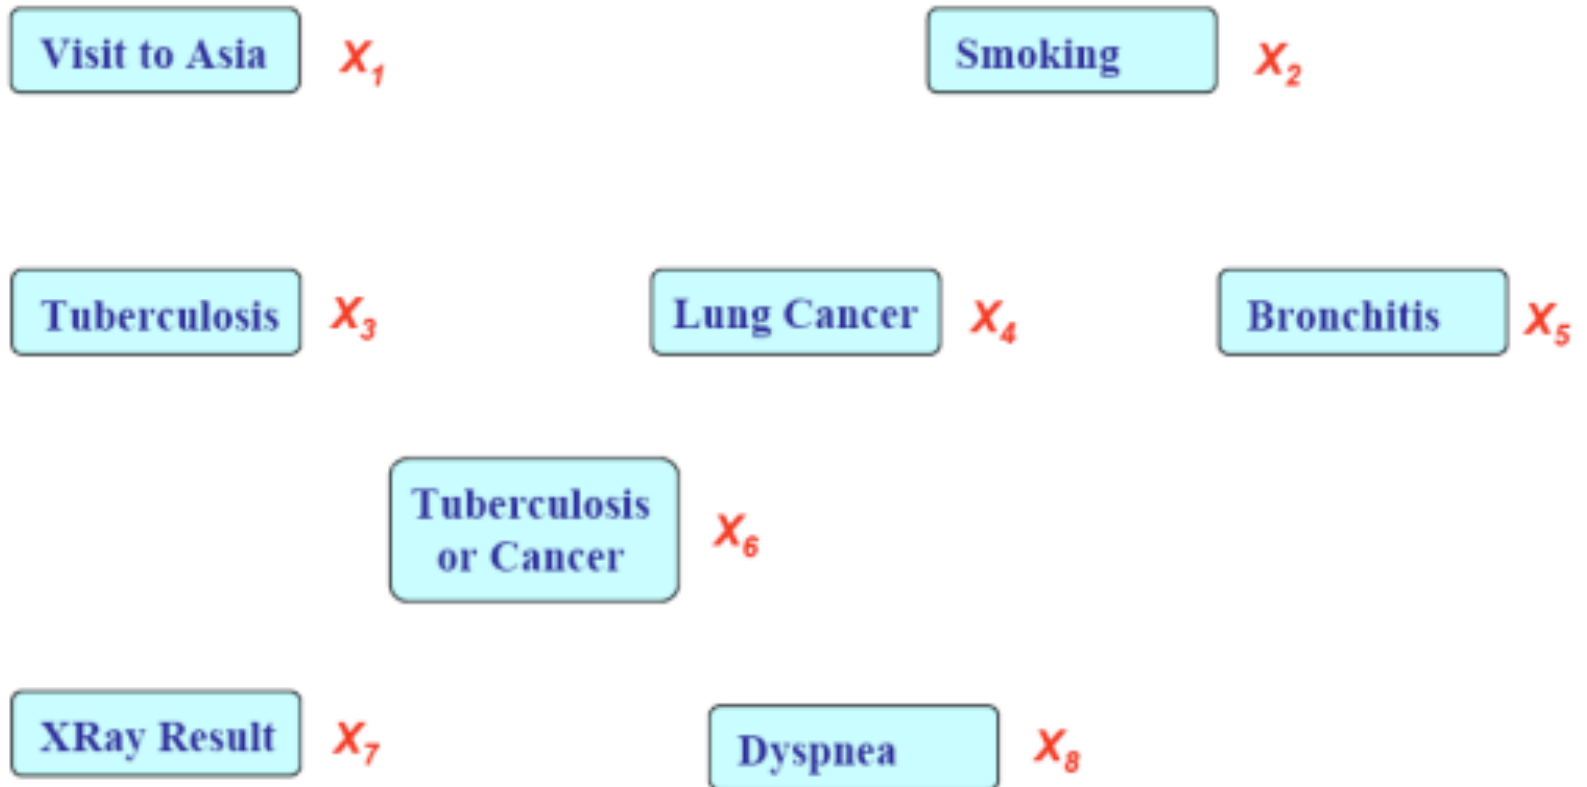 Visit to Asia X1
Smoking X2
Tuberculosis X3
Lung Cancer X4
Bronchitis X5
Tuberculosis
or Cancer
X6
XRay Result X7
Dyspnea X8